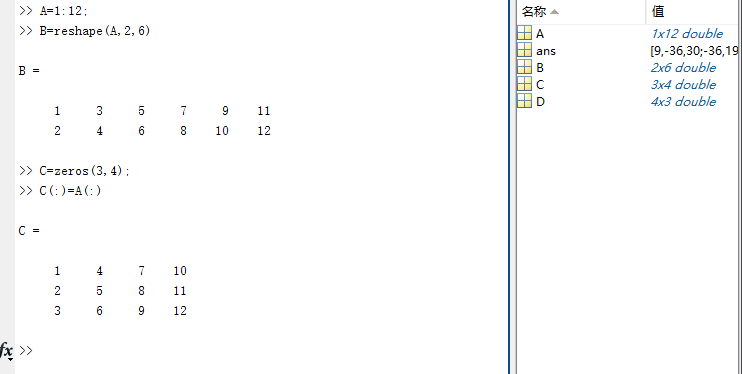 >> A=1:12;
>> B=reshape(A,2,6)
B =
1 3 5 7 9 11
2 4 6 8 10 12
>> C=zeros(3,4);
>> C(:)=A(:)
C =
1 4 7 10
2 5 8 11
3 6 9 12
fx >>
名称 值
A 1x12 double
ans [9,-36,30;-36,19
B 2x6 double
C 3x4 double
D 4x3 double